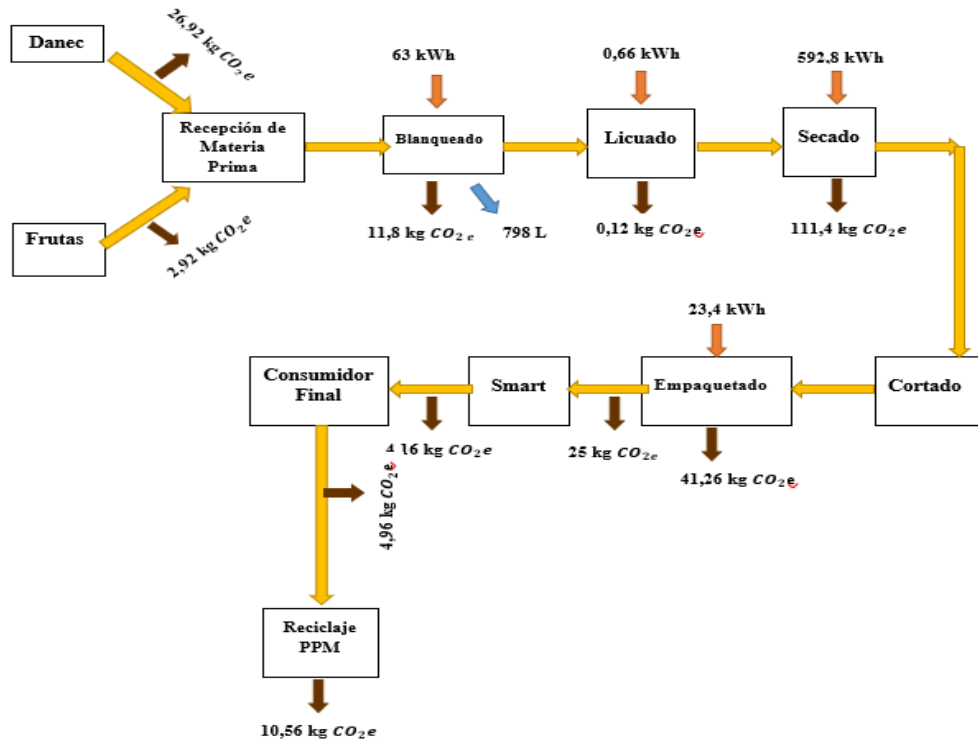 Danec
26,92 kg CO₂e
Frutas
2,92 kg CO₂e
Recepción de
Materia
Prima
63 kWh
Blanqueado
11,8 kg CO₂ e
798 L
0,66 kWh
Licuado
0,12 kg CO₂e
592,8 kWh
Secado
111,4 kg CO₂e
Cortado
23,4 kWh
Empaquetado
41,26 kg CO₂e
25 kg CO₂e
Smart
4,16 kg CO₂e
Consumidor
Final
4,96 kg CO₂e
Reciclaje
PPM
10,56 kg CO₂e